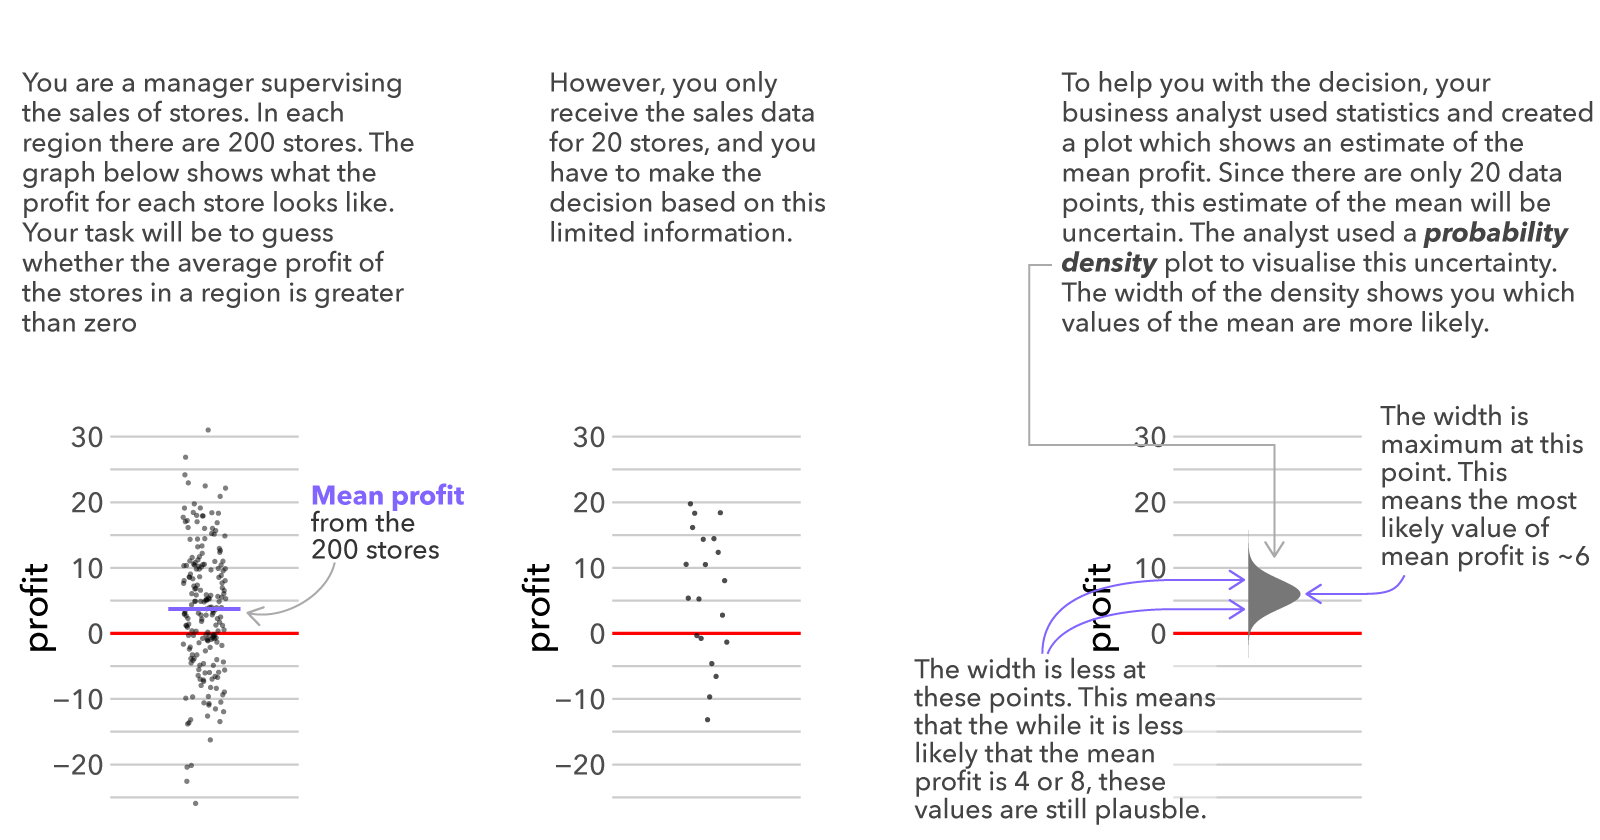 You are a manager supervising
the sales of stores. In each
region there are 200 stores. The
graph below shows what the
profit for each store looks like.
Your task will be to guess
whether the average profit of
the stores in a region is greater
than zero
However, you only
receive the sales data
for 20 stores, and you
have to make the
decision based on this
limited information.
To help you with the decision, your
business analyst used statistics and created
a plot which shows an estimate of the
mean profit. Since there are only 20 data
points, this estimate of the mean will be
uncertain. The analyst used a probability
density plot to visualise this uncertainty.
The width of the density shows you which
values of the mean are more likely.
30
20
10
0
−10
−20
profit
Mean profit
from the
200 stores
30
20
10
0
−10
−20
profit
30
20
10
0
profit
The width is
maximum at this
point. This
means the most
likely value of
mean profit is ~6
The width is less at
these points. This means
that the while it is less
likely that the mean
profit is 4 or 8, these
values are still plausble.